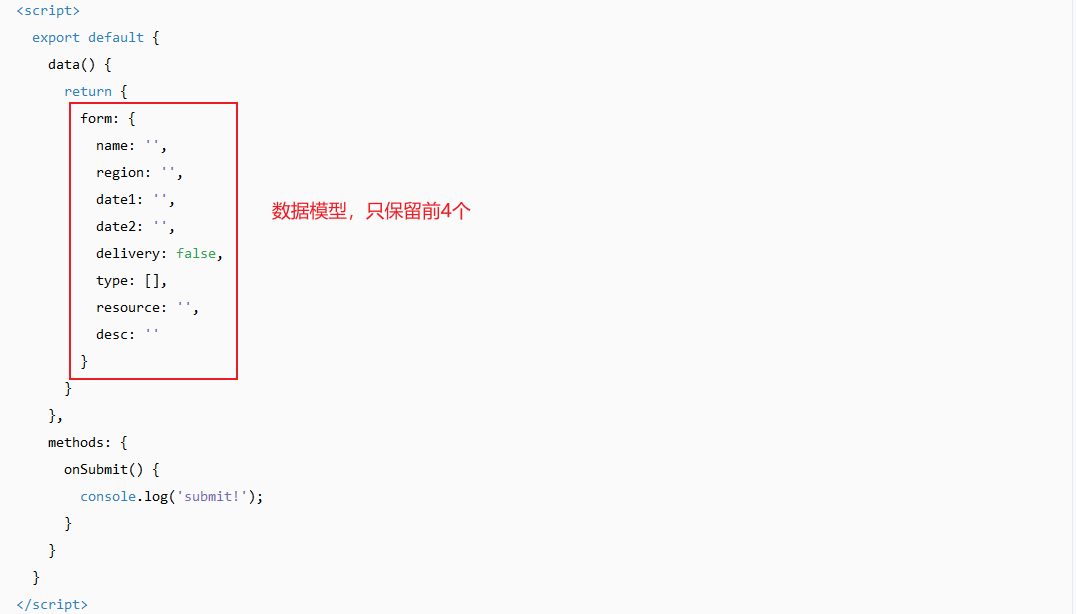 <script>
  export default {
    data() {
      return {
        form: {
          name: '',
          region: '',
          date1: '',
数据模型，只保留前4个
          date2: '',
          delivery: false,
          type: [],
          resource: '',
          desc: ''
        }
      }
    },
    methods: {
      onSubmit() {
        console.log('submit!');
      }
    }
  }
</script>